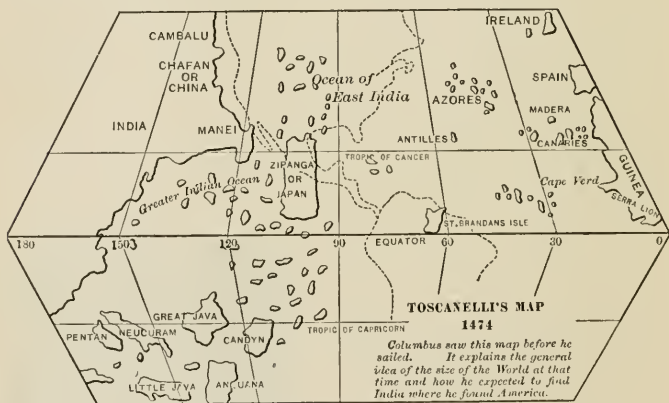 IRELAND
CAMBALU
CHAFAN
OR
CHINA
Ocean of
East India
SPAIN
AZORES
MADERA
INDIA
MANEI
ANTILLES
CANARIES
TROPIC OF CANCER
ZIPANGA
OR
JAPAN
GUINEA
Greater Indian Ocean
Cape Verd
SERRA LION
ST. BRANDANS ISLE
EQUATOR
180 150 120 90 60 30 0
GREAT JAVA
PENTAN
NEUCURAM
CANDYN
TROPIC OF CAPRICORN
LITTLE JAVA
ANGUANA
TOSCANELLI'S MAP
1474
Columbus saw this map before he
sailed. It explains the general
idea of the size of the World at that
time and how he expected to find
India where he found America.